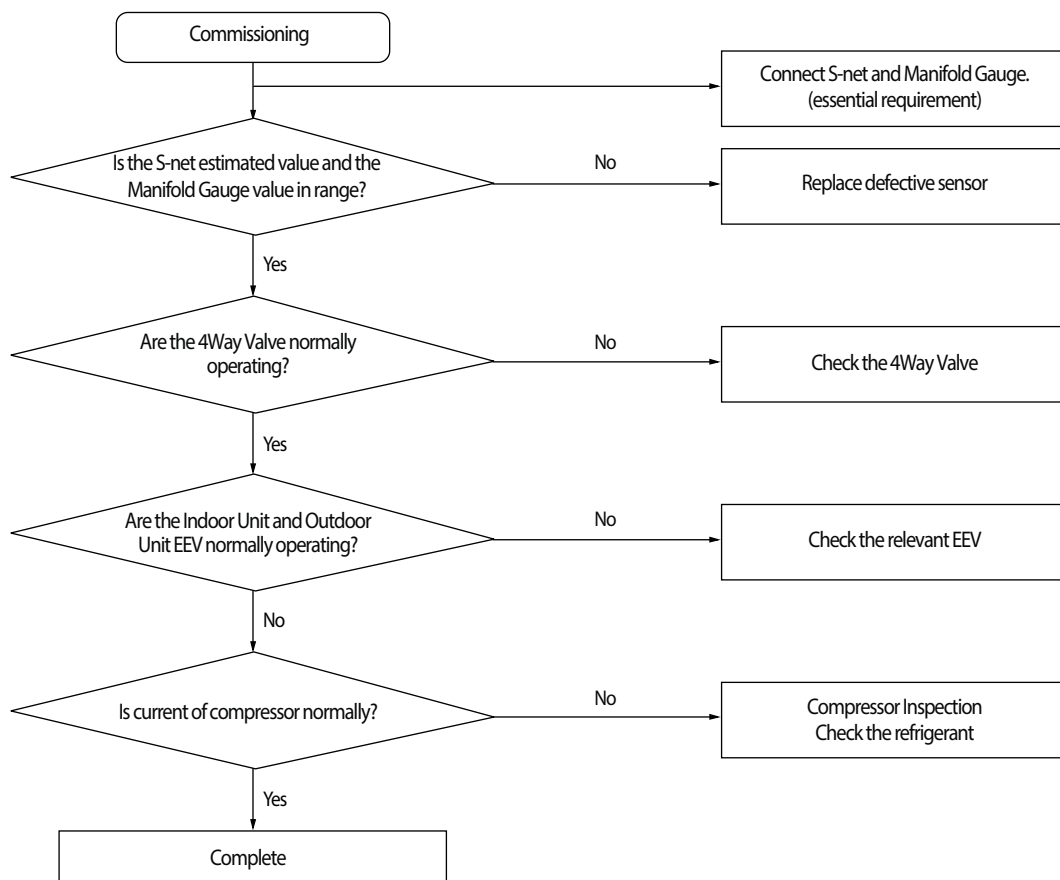 Commissioning
Connect S-net and Manifold Gauge.
(essential requirement)
Is the S-net estimated value and the
Manifold Gauge value in range?
No
Replace defective sensor
Yes
Are the 4Way Valve normally
operating?
No
Check the 4Way Valve
Yes
Are the Indoor Unit and Outdoor
Unit EEV normally operating?
No
Check the relevant EEV
No
Is current of compressor normally?
No
Compressor Inspection
Check the refrigerant
Yes
Complete